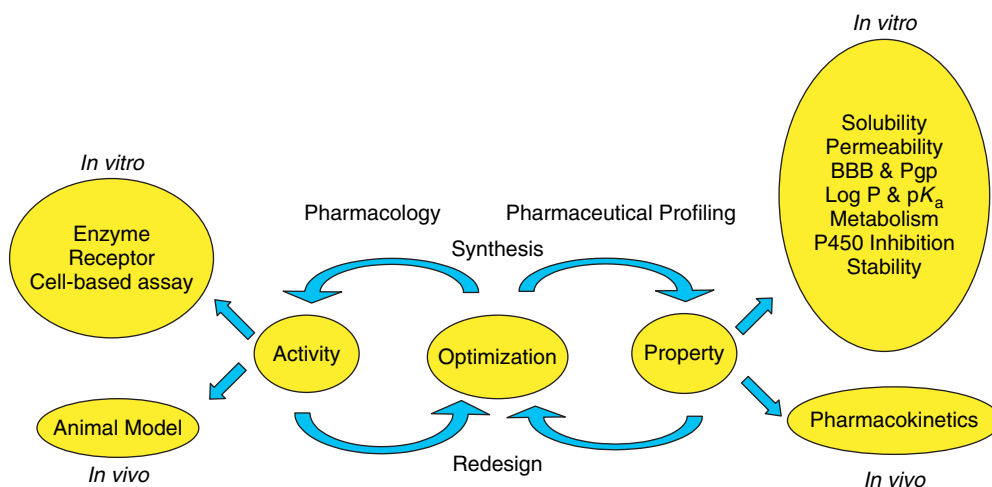 In vitro
Solubility
Permeability
BBB & Pgp
Log P & pKa
Metabolism
P450 Inhibition
Stability
In vitro
Enzyme
Receptor
Cell-based assay
Pharmacology
Pharmaceutical Profiling
Synthesis
Activity
Optimization
Property
Animal Model
In vivo
Redesign
Pharmacokinetics
In vivo